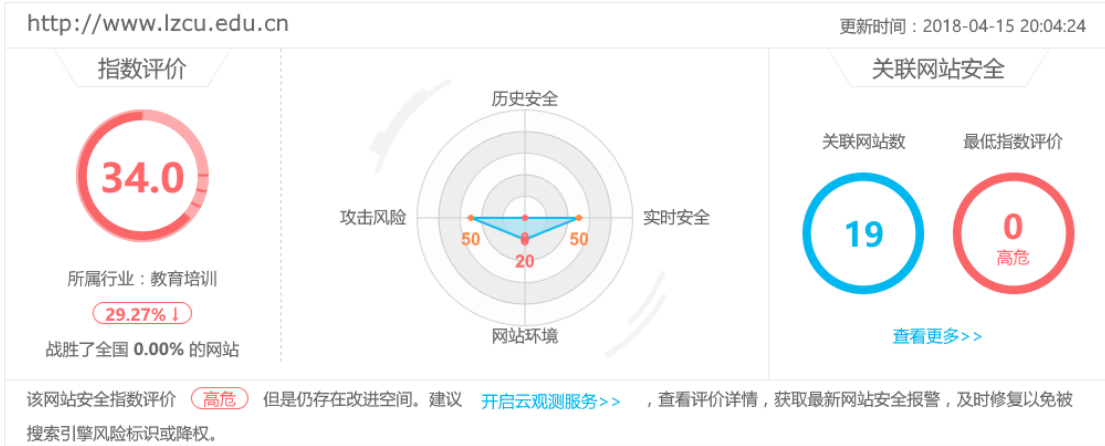 http://www.lzcu.edu.cn
更新时间：2018-04-15 20:04:24
指数评价
34.0
所属行业：教育培训
29.27%↓
战胜了全国 0.00% 的网站
历史安全
攻击风险
实时安全
50
0
50
20
网站环境
关联网站安全
关联网站数
最低指数评价
19
0
高危
查看更多>>
该网站安全指数评价 高危 但是仍存在改进空间。建议 开启云观测服务>> ，查看评价详情，获取最新网站安全报警，及时修复以免被
搜索引擎风险标识或降权。